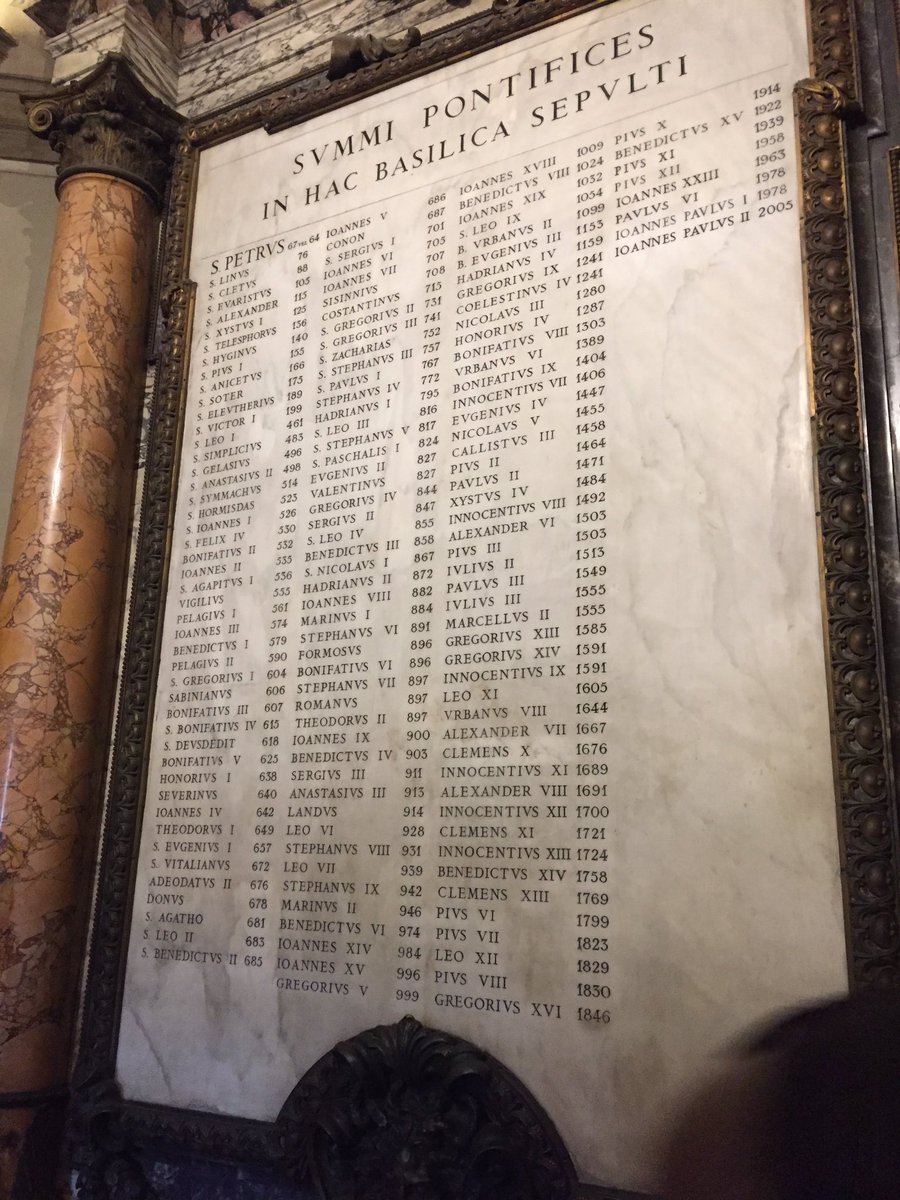 SVMMI PONTIFICES
IN HAC BASILICA SEPVLTI
S. PETRVS 67 vel 64
S. LINVS 76
S. CLETVS 88
S. EVARISTVS 105
S. ALEXANDER 115
S. XYSTVS I 125
S. TELESPHORVS 136
S. HYGINVS 140
S. PIVS I 155
S. ANICETVS 166
S. SOTER 175
S. ELEVTHERIVS 189
S. VICTOR I 199
S. LEO I 461
S. SIMPLICIVS 483
S. GELASIVS 496
S. ANASTASIVS II 498
S. SYMMACHVS 514
S. HORMISDAS 523
S. IOANNES I 526
S. FELIX IV 530
BONIFATIVS II 532
IOANNES II 535
S. AGAPITVS I 536
VIGILIVS 555
PELAGIVS I 561
IOANNES III 574
BENEDICTVS I 579
PELAGIVS II 590
S. GREGORIVS I 604
SABINIANVS 606
BONIFATIVS III 607
S. BONIFATIVS IV 615
S. DEVSDEDIT 618
BONIFATIVS V 625
HONORIVS I 638
SEVERINVS 640
IOANNES IV 642
THEODORVS I 649
S. EVGENIVS I 657
S. VITALIANVS 672
ADEODATVS II 676
DONVS 678
S. AGATHO 681
S. LEO II 683
S. BENEDICTVS II 685
IOANNES V 686
CONON 687
S. SERGIVS I 701
IOANNES VI 705
IOANNES VII 707
SISINNIVS 708
COSTANTINVS 715
S. GREGORIVS II 731
S. GREGORIVS III 741
S. ZACHARIAS 752
S. STEPHANVS III 757
S. PAVLVS I 767
STEPHANVS IV 772
HADRIANVS I 795
S. LEO III 816
S. STEPHANVS V 817
S. PASCHALIS I 824
EVGENIVS II 827
VALENTINVS 827
GREGORIVS IV 844
SERGIVS II 847
S. LEO IV 855
BENEDICTVS III 858
S. NICOLAVS I 867
HADRIANVS II 872
IOANNES VIII 882
MARINVS I 884
STEPHANVS VI 891
FORMOSVS 896
BONIFATIVS VI 896
STEPHANVS VII 897
ROMANVS 897
THEODORVS II 897
IOANNES IX 900
BENEDICTVS IV 903
SERGIVS III 911
ANASTASIVS III 913
LANDVS 914
LEO VI 928
STEPHANVS VIII 931
LEO VII 939
STEPHANVS IX 942
MARINVS II 946
BENEDICTVS VI 974
IOANNES XIV 984
IOANNES XV 996
GREGORIVS V 999
IOANNES XVIII 1009
BENEDICTVS VIII 1024
IOANNES XIX 1032
S. LEO IX 1054
B. VRBANVS II 1099
B. EVGENIVS III 1153
HADRIANVS IV 1159
GREGORIVS IX 1241
COELESTINVS IV 1241
NICOLAVS III 1280
HONORIVS IV 1287
BONIFATIVS VIII 1303
VRBANVS VI 1389
BONIFATIVS IX 1404
INNOCENTIVS VII 1406
EVGENIVS IV 1447
NICOLAVS V 1455
CALLISTVS III 1458
PIVS II 1464
PAVLVS II 1471
XYSTVS IV 1484
INNOCENTIVS VIII 1492
ALEXANDER VI 1503
PIVS III 1503
IVLIVS II 1513
PAVLVS III 1549
IVLIVS III 1555
MARCELLVS II 1555
GREGORIVS XIII 1585
GREGORIVS XIV 1591
INNOCENTIVS IX 1591
LEO XI 1605
VRBANVS VIII 1644
ALEXANDER VII 1667
CLEMENS X 1676
INNOCENTIVS XI 1689
ALEXANDER VIII 1691
INNOCENTIVS XII 1700
CLEMENS XI 1721
INNOCENTIVS XIII 1724
BENEDICTVS XIV 1758
CLEMENS XIII 1769
PIVS VI 1799
PIVS VII 1823
LEO XII 1829
PIVS VIII 1830
GREGORIVS XVI 1846
PIVS X 1914
BENEDICTVS XV 1922
PIVS XI 1939
PIVS XII 1958
IOANNES XXIII 1963
PAVLVS VI 1978
IOANNES PAVLVS I 1978
IOANNES PAVLVS II 2005